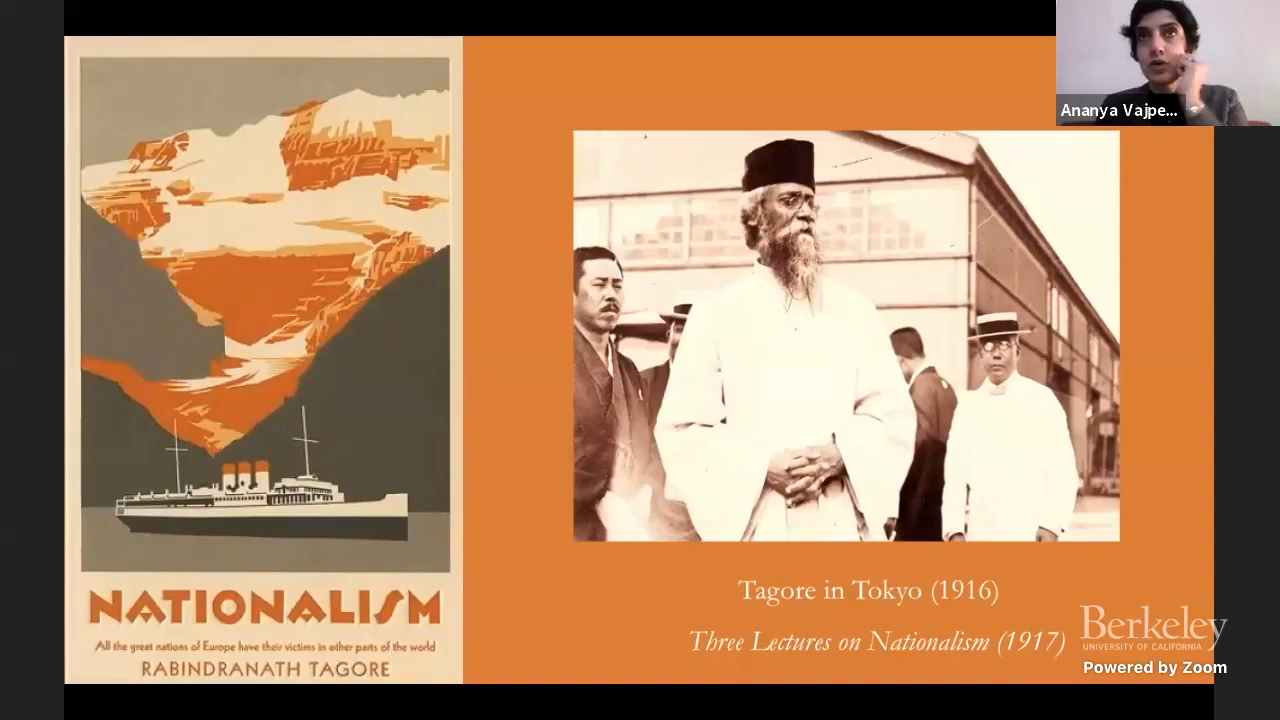 Ananya Vajpe...
NATIONALISM
All the great nations of Europe have their victims in other parts of the world
RABINDRANATH TAGORE
Tagore in Tokyo (1916)
Three Lectures on Nationalism (1917)
Berkeley
UNIVERSITY OF CALIFORNIA
Powered by Zoom